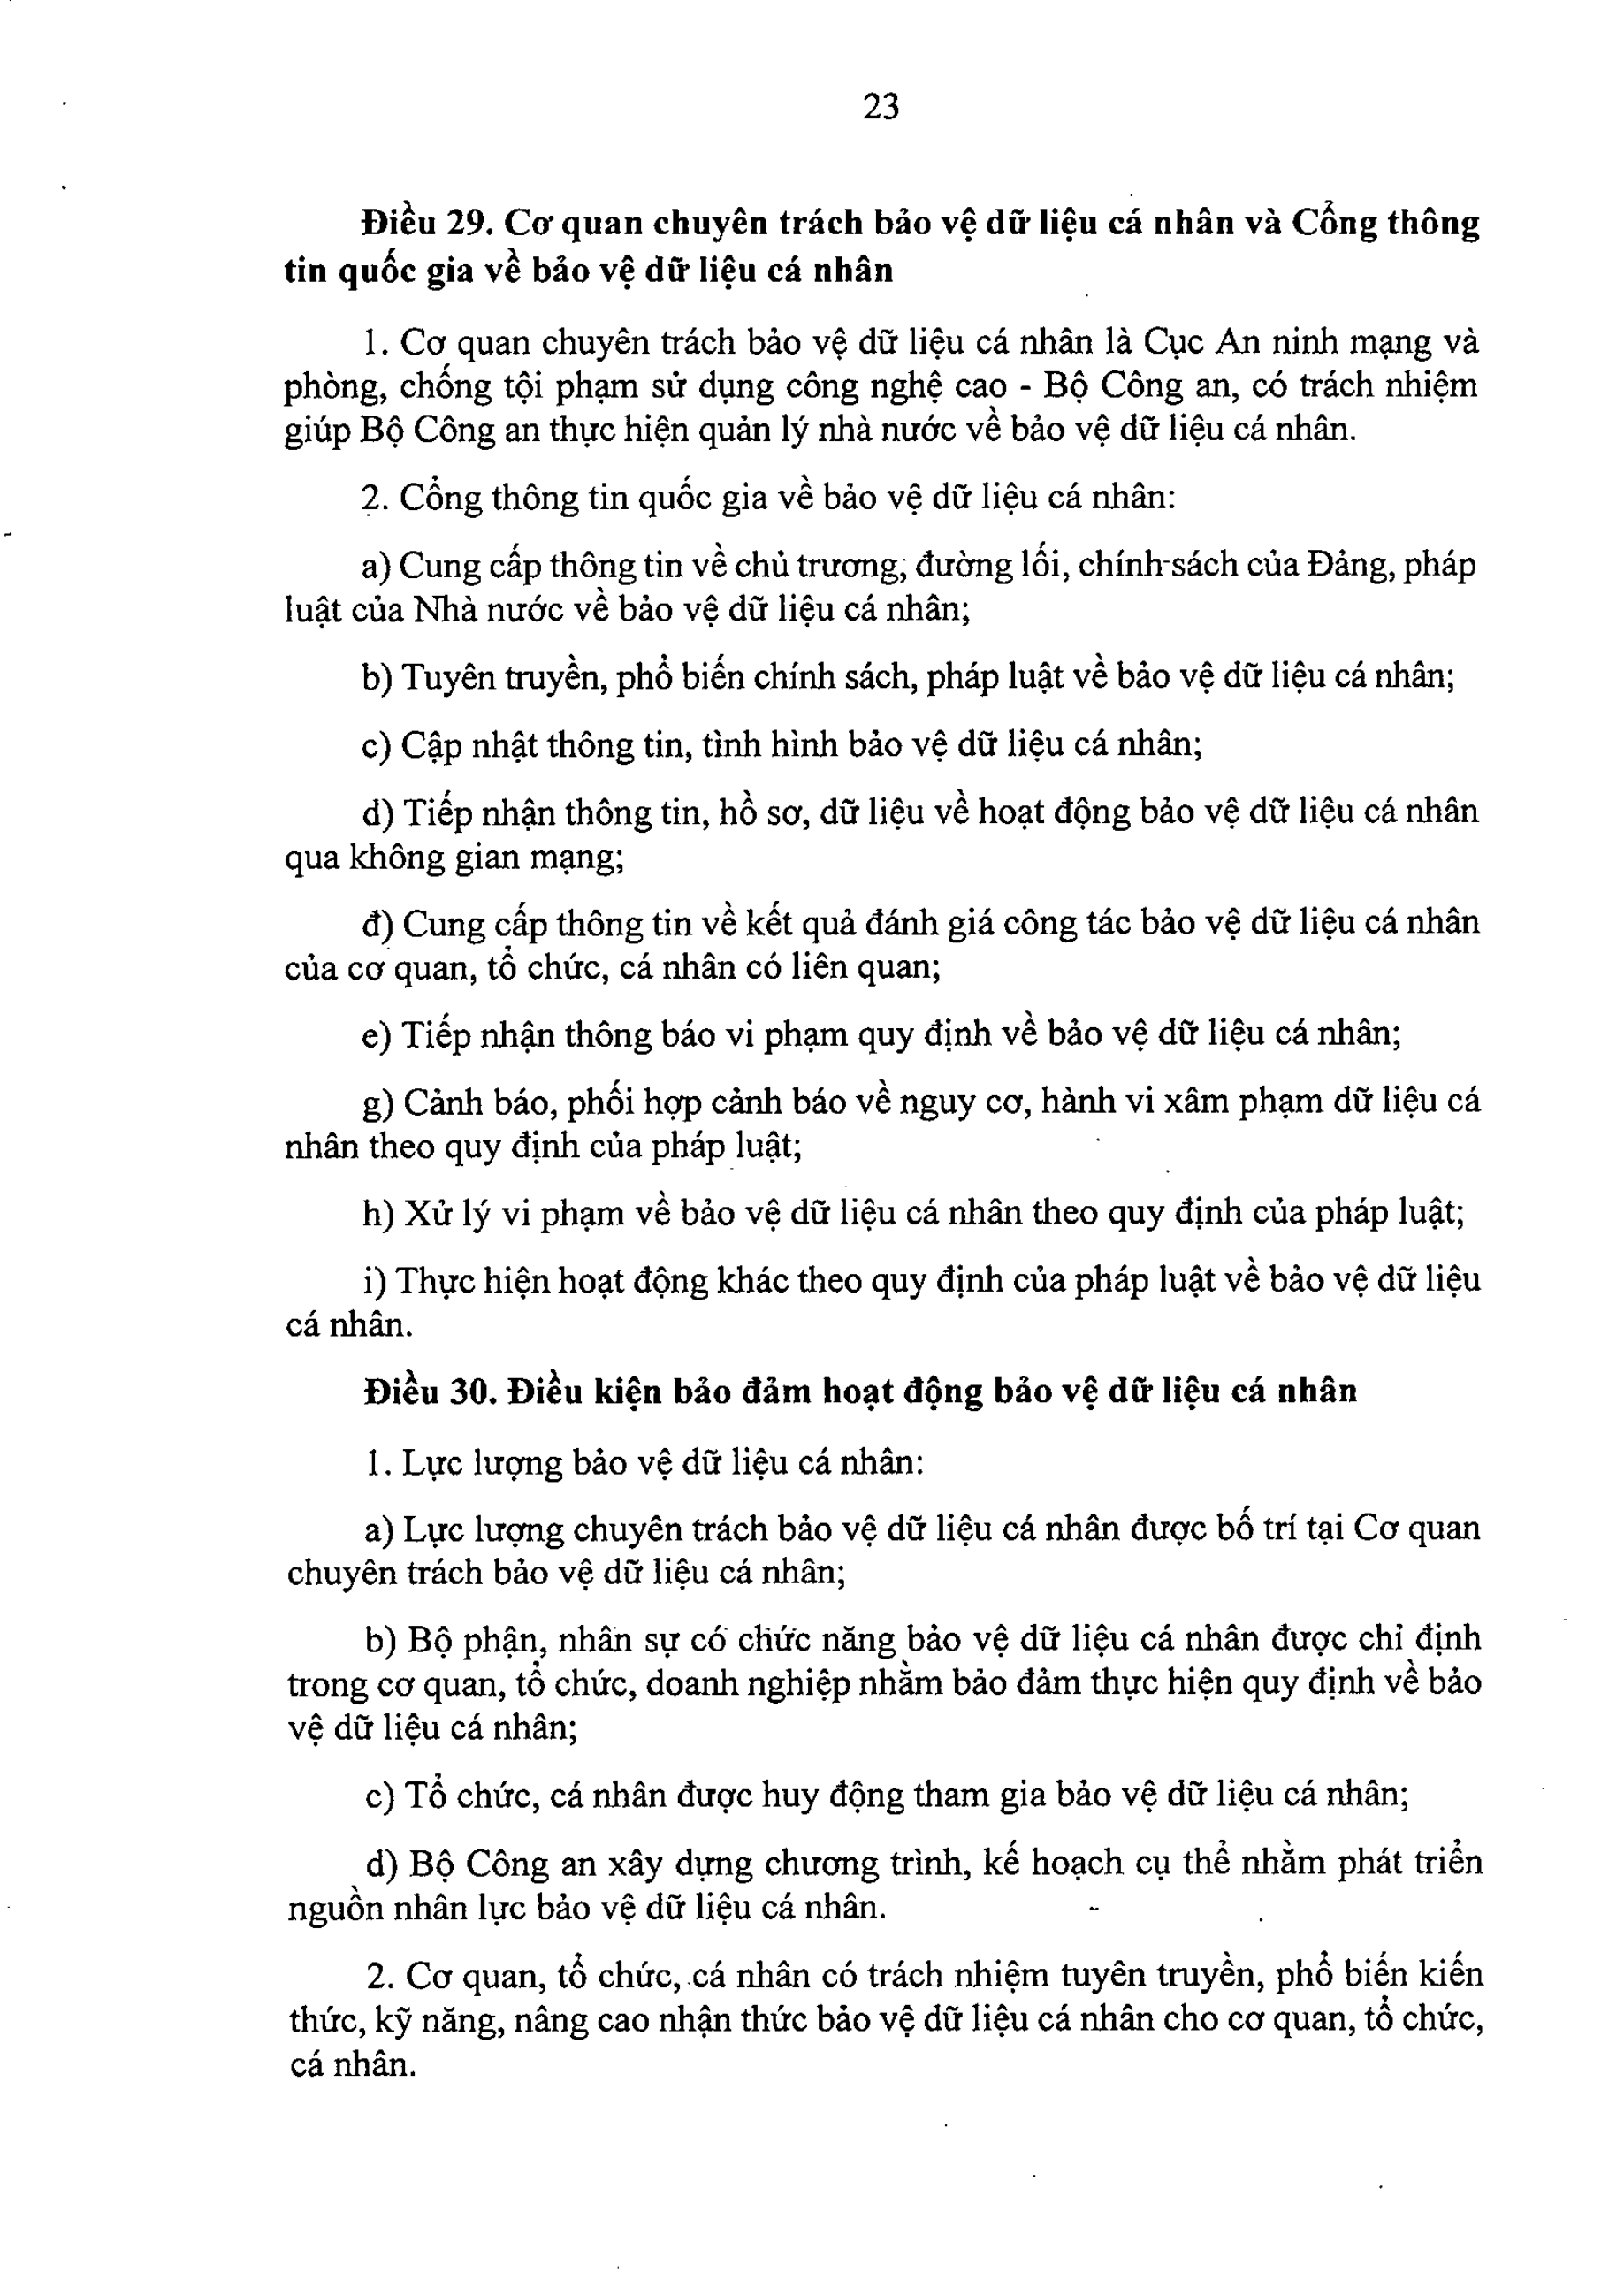 23
Điều 29. Cơ quan chuyên trách bảo vệ dữ liệu cá nhân và Cổng thông
tin quốc gia về bảo vệ dữ liệu cá nhân
1. Cơ quan chuyên trách bảo vệ dữ liệu cá nhân là Cục An ninh mạng và
phòng, chống tội phạm sử dụng công nghệ cao - Bộ Công an, có trách nhiệm
giúp Bộ Công an thực hiện quản lý nhà nước về bảo vệ dữ liệu cá nhân.
2. Cổng thông tin quốc gia về bảo vệ dữ liệu cá nhân:
a) Cung cấp thông tin về chủ trương, đường lối, chính sách của Đảng, pháp
luật của Nhà nước về bảo vệ dữ liệu cá nhân;
b) Tuyên truyền, phổ biến chính sách, pháp luật về bảo vệ dữ liệu cá nhân;
c) Cập nhật thông tin, tình hình bảo vệ dữ liệu cá nhân;
d) Tiếp nhận thông tin, hồ sơ, dữ liệu về hoạt động bảo vệ dữ liệu cá nhân
qua không gian mạng;
đ) Cung cấp thông tin về kết quả đánh giá công tác bảo vệ dữ liệu cá nhân
của cơ quan, tổ chức, cá nhân có liên quan;
e) Tiếp nhận thông báo vi phạm quy định về bảo vệ dữ liệu cá nhân;
g) Cảnh báo, phối hợp cảnh báo về nguy cơ, hành vi xâm phạm dữ liệu cá
nhân theo quy định của pháp luật;
h) Xử lý vi phạm về bảo vệ dữ liệu cá nhân theo quy định của pháp luật;
i) Thực hiện hoạt động khác theo quy định của pháp luật về bảo vệ dữ liệu
cá nhân.
Điều 30. Điều kiện bảo đảm hoạt động bảo vệ dữ liệu cá nhân
1. Lực lượng bảo vệ dữ liệu cá nhân:
a) Lực lượng chuyên trách bảo vệ dữ liệu cá nhân được bố trí tại Cơ quan
chuyên trách bảo vệ dữ liệu cá nhân;
b) Bộ phận, nhân sự có chức năng bảo vệ dữ liệu cá nhân được chỉ định
trong cơ quan, tổ chức, doanh nghiệp nhằm bảo đảm thực hiện quy định về bảo
vệ dữ liệu cá nhân;
c) Tổ chức, cá nhân được huy động tham gia bảo vệ dữ liệu cá nhân;
d) Bộ Công an xây dựng chương trình, kế hoạch cụ thể nhằm phát triển
nguồn nhân lực bảo vệ dữ liệu cá nhân.
2. Cơ quan, tổ chức, cá nhân có trách nhiệm tuyên truyền, phổ biến kiến
thức, kỹ năng, nâng cao nhận thức bảo vệ dữ liệu cá nhân cho cơ quan, tổ chức,
cá nhân.